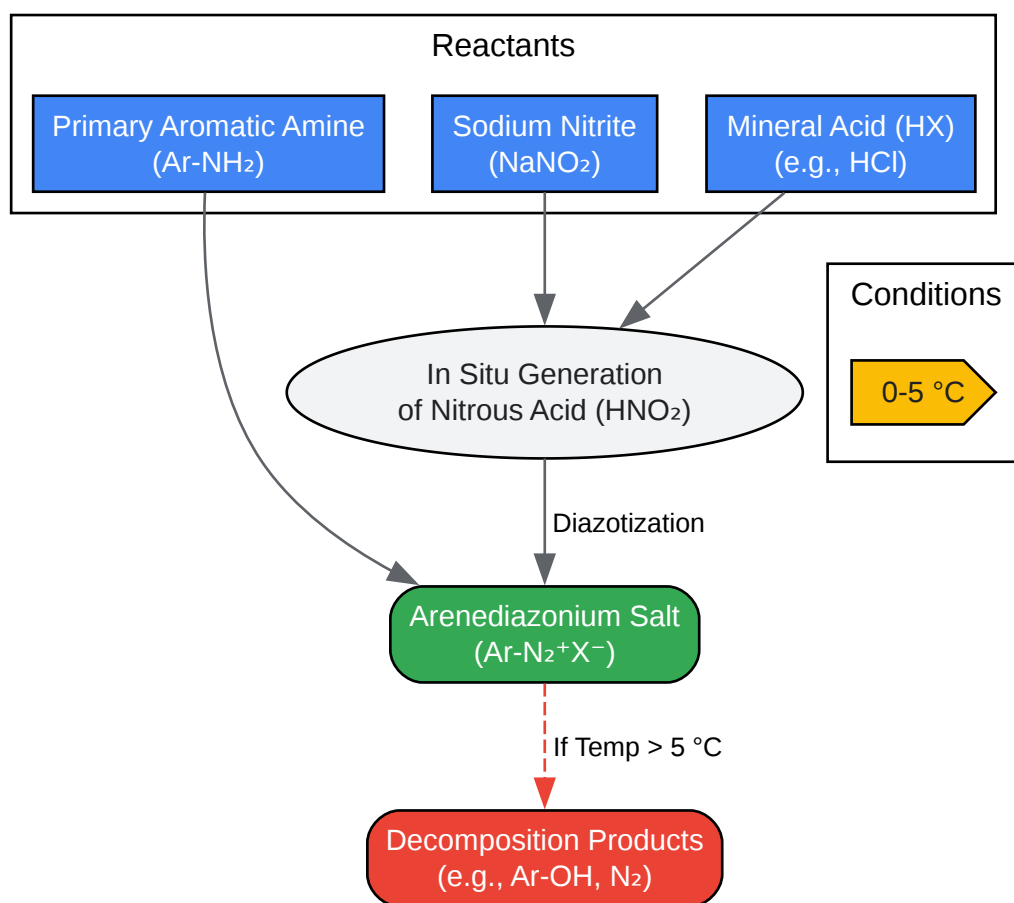 Reactants
Primary Aromatic Amine
(Ar-NH₂)
Sodium Nitrite
(NaNO₂)
Mineral Acid (HX)
(e.g., HCl)
Conditions
0-5 °C
In Situ Generation
of Nitrous Acid (HNO₂)
Diazotization
Arenediazonium Salt
(Ar-N₂⁺X⁻)
If Temp > 5 °C
Decomposition Products
(e.g., Ar-OH, N₂)